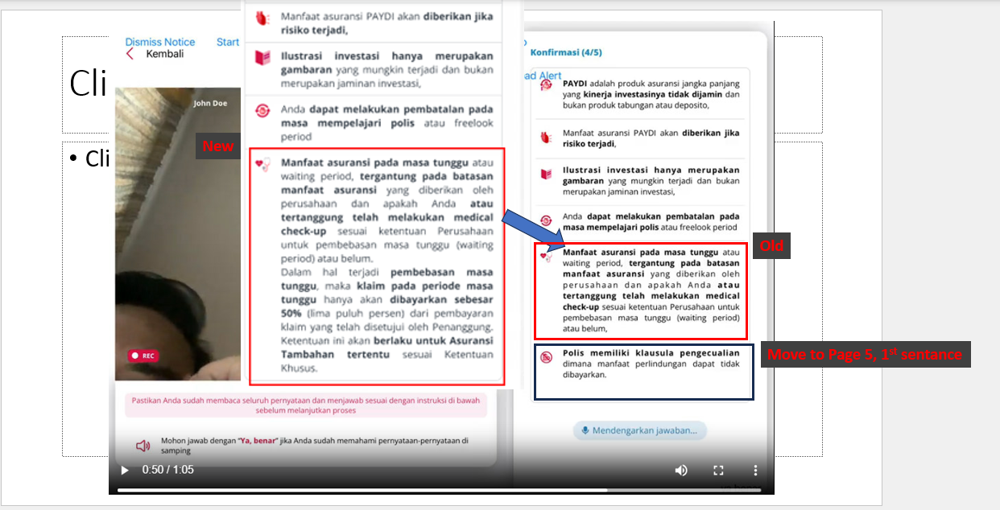 Cli
• Cli
Dismiss Notice
Start
Kembali
John Doe
New
REC
Manfaat asuransi PAYDI akan diberikan jika
risiko terjadi,
Ilustrasi investasi hanya merupakan
gambaran yang mungkin terjadi dan bukan
merupakan jaminan investasi,
Anda dapat melakukan pembatalan pada
masa mempelajari polis atau freelook
period
Manfaat asuransi pada masa tunggu atau
waiting period, tergantung pada batasan
manfaat asuransi yang diberikan oleh
perusahaan dan apakah Anda atau
tertanggung telah melakukan medical
check-up sesuai ketentuan Perusahaan
untuk pembebasan masa tunggu (waiting
period) atau belum.
Dalam hal terjadi pembebasan masa
tunggu, maka klaim pada periode masa
tunggu hanya akan dibayarkan sebesar
50% (lima puluh persen) dari pembayaran
klaim yang telah disetujui oleh Penanggung.
Ketentuan ini akan berlaku untuk Asuransi
Tambahan tertentu sesuai Ketentuan
Khusus.
Pastikan Anda sudah membaca seluruh pernyataan dan menjawab sesuai dengan instruksi di bawah
sebelum melanjutkan proses
Mohon jawab dengan “Ya, benar” jika Anda sudah memahami pernyataan-pernyataan di
samping
0:50 / 1:05
Konfirmasi (4/5)
ad Alert
PAYDI adalah produk asuransi jangka panjang
yang kinerja investasinya tidak dijamin dan
bukan produk tabungan atau deposito,
Manfaat asuransi PAYDI akan diberikan jika
risiko terjadi,
Ilustrasi investasi hanya merupakan
gambaran yang mungkin terjadi dan bukan
merupakan jaminan investasi,
Anda dapat melakukan pembatalan pada
masa mempelajari polis atau freelook period
Old
Manfaat asuransi pada masa tunggu atau
waiting period, tergantung pada batasan
manfaat asuransi yang diberikan oleh
perusahaan dan apakah Anda atau
tertanggung telah melakukan medical
check-up sesuai ketentuan Perusahaan untuk
pembebasan masa tunggu (waiting period)
atau belum,
Polis memiliki klausula pengecualian
dimana manfaat perlindungan dapat tidak
dibayarkan.
Move to Page 5, 1st sentance
Mendengarkan jawaban...